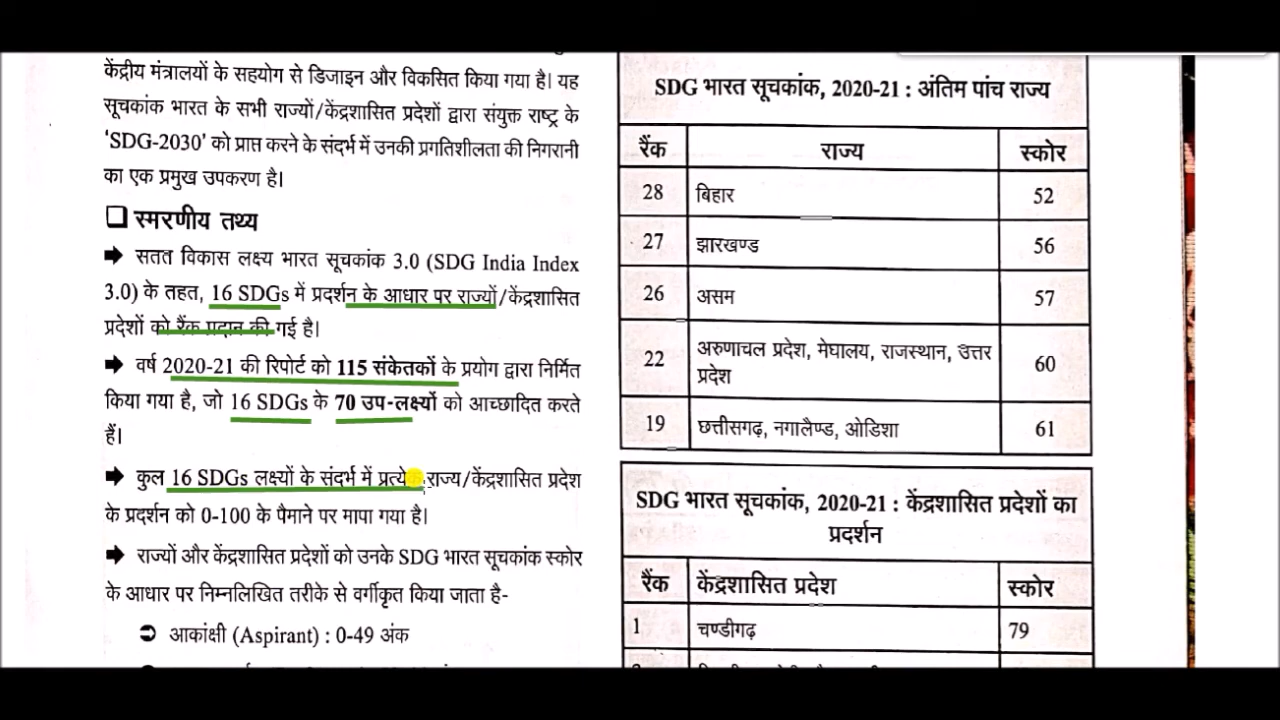 केंद्रीय मंत्रालयों के सहयोग से डिजाइन और विकसित किया गया है। यह
सूचकांक भारत के सभी राज्यों/केंद्रशासित प्रदेशों द्वारा संयुक्त राष्ट्र के
‘SDG-2030’ को प्राप्त करने के संदर्भ में उनकी प्रगतिशीलता की निगरानी
का एक प्रमुख उपकरण है।
स्मरणीय तथ्य
सतत विकास लक्ष्य भारत सूचकांक 3.0 (SDG India Index
3.0) के तहत, 16 SDGs में प्रदर्शन के आधार पर राज्यों/केंद्रशासित
प्रदेशों को रैंक प्रदान की गई है।
वर्ष 2020-21 की रिपोर्ट को 115 संकेतकों के प्रयोग द्वारा निर्मित
किया गया है, जो 16 SDGs के 70 उप-लक्ष्यों को आच्छादित करते
हैं।
कुल 16 SDGs लक्ष्यों के संदर्भ में प्रत्येक राज्य/केंद्रशासित प्रदेश
के प्रदर्शन को 0-100 के पैमाने पर मापा गया है।
राज्यों और केंद्रशासित प्रदेशों को उनके SDG भारत सूचकांक स्कोर
के आधार पर निम्नलिखित तरीके से वर्गीकृत किया जाता है-
आकांक्षी (Aspirant) : 0-49 अंक
SDG भारत सूचकांक, 2020-21 : अंतिम पांच राज्य
रैंक राज्य स्कोर
28 बिहार 52
27 झारखण्ड 56
26 असम 57
22 अरुणाचल प्रदेश, मेघालय, राजस्थान, उत्तर प्रदेश 60
19 छत्तीसगढ़, नगालैण्ड, ओडिशा 61
SDG भारत सूचकांक, 2020-21 : केंद्रशासित प्रदेशों का
प्रदर्शन
रैंक केंद्रशासित प्रदेश स्कोर
1 चण्डीगढ़ 79